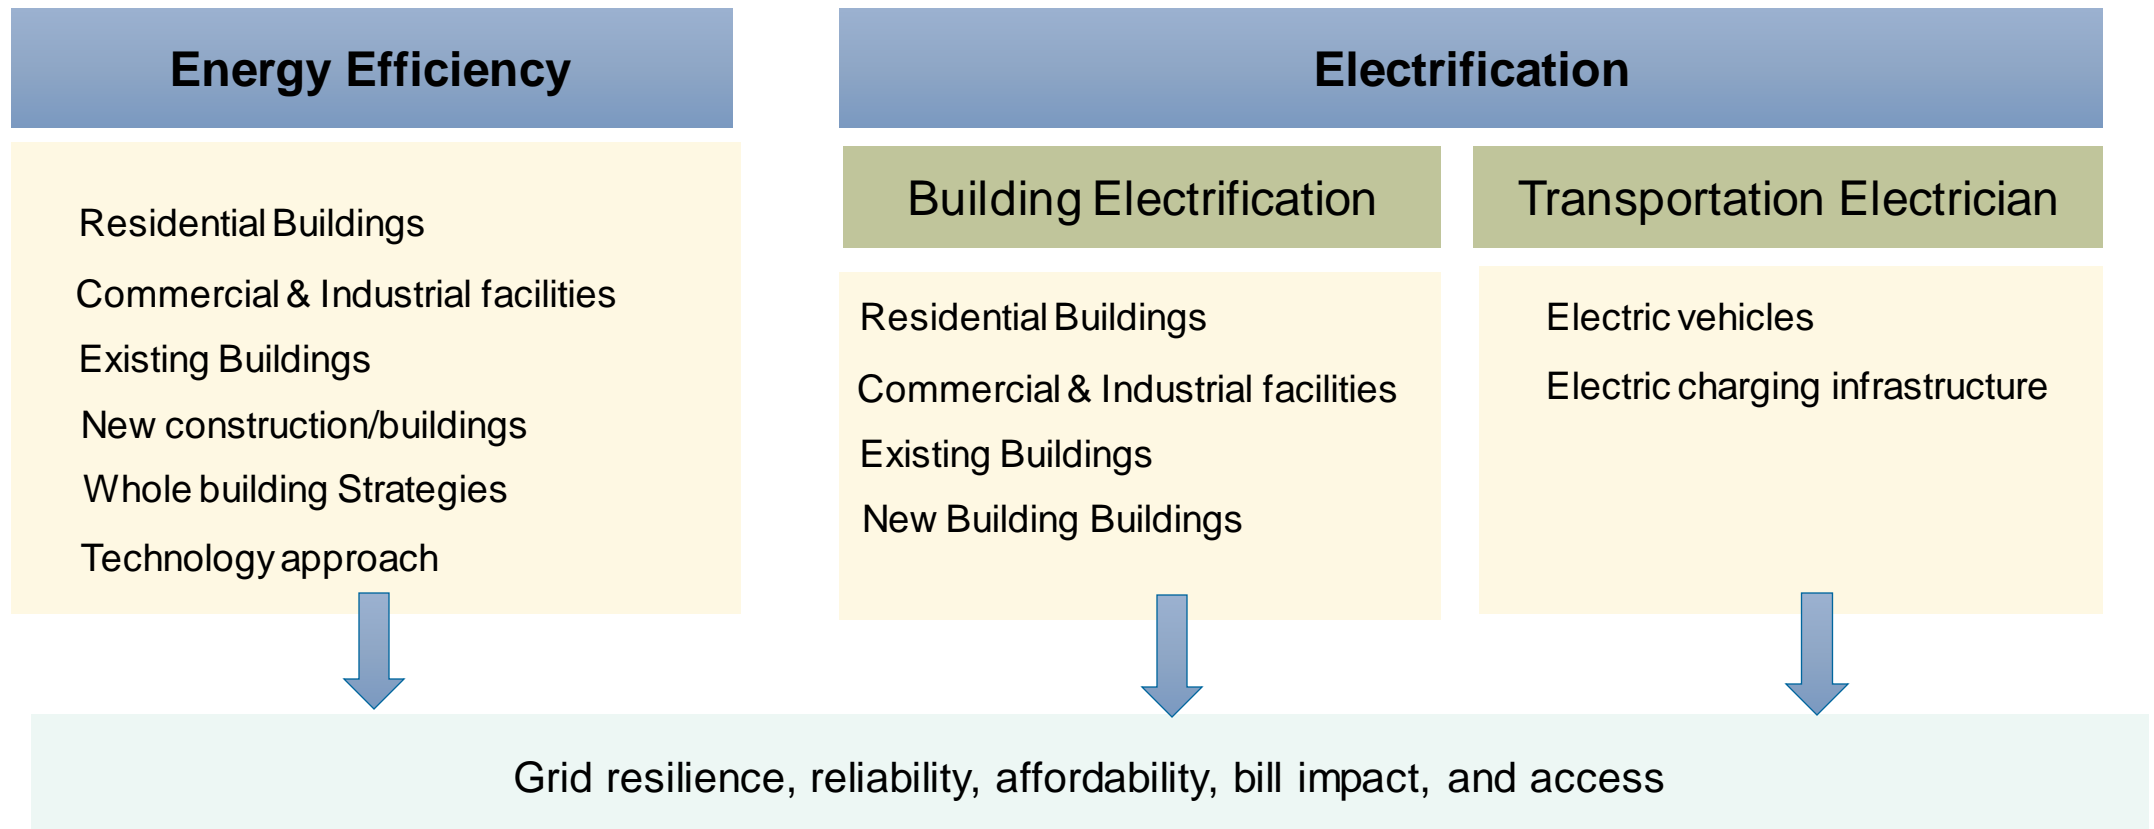 Energy Efficiency
Residential Buildings
Commercial & Industrial facilities
Existing Buildings
New construction/buildings
Whole building Strategies
Technology approach
Electrification
Building Electrification
Residential Buildings
Commercial & Industrial facilities
Existing Buildings
New Building Buildings
Transportation Electrician
Electric vehicles
Electric charging infrastructure
Grid resilience, reliability, affordability, bill impact, and access